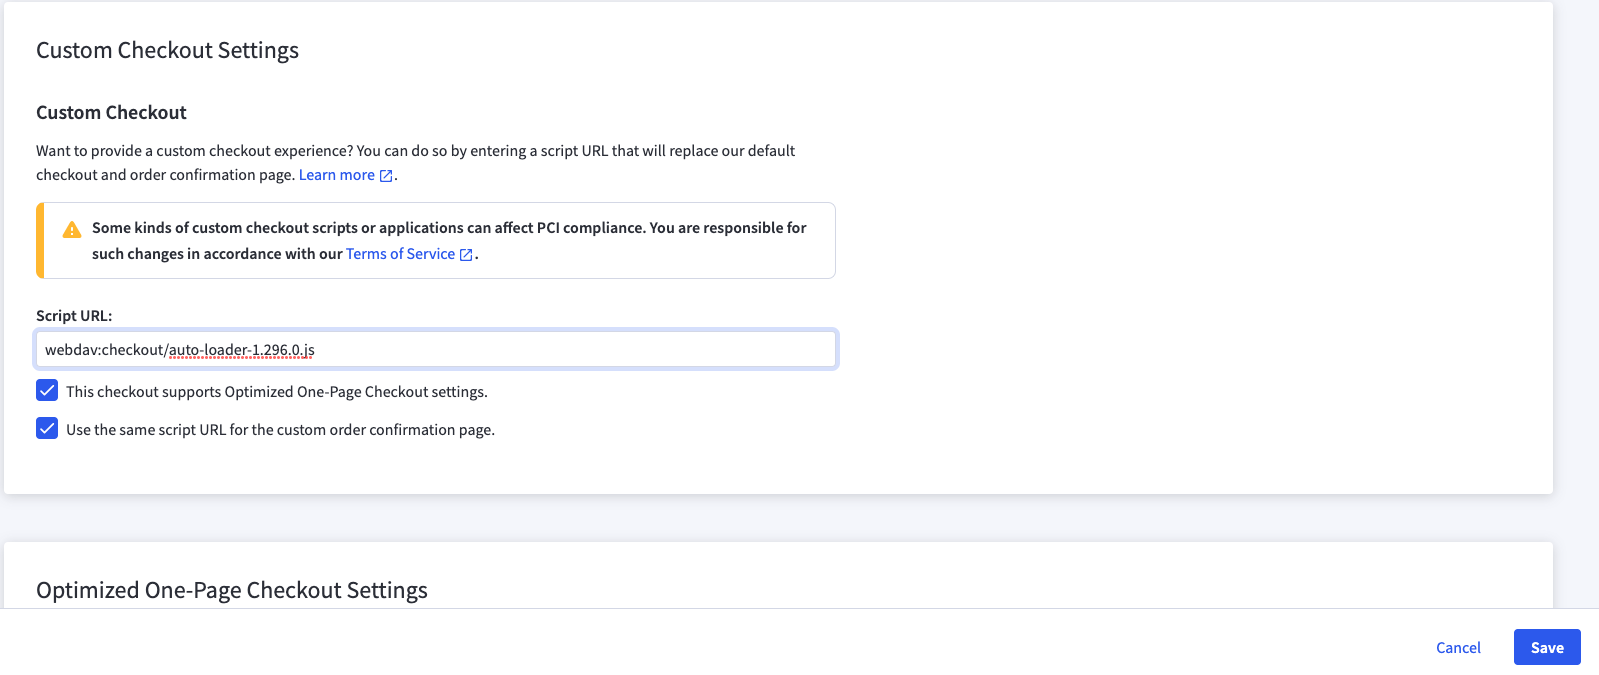 Custom Checkout Settings
Custom Checkout
Want to provide a custom checkout experience? You can do so by entering a script URL that will replace our default
checkout and order confirmation page. Learn more.
Some kinds of custom checkout scripts or applications can affect PCI compliance. You are responsible for
such changes in accordance with our Terms of Service.
Script URL:
webdav:checkout/auto-loader-1.296.0.js
This checkout supports Optimized One-Page Checkout settings.
Use the same script URL for the custom order confirmation page.
Optimized One-Page Checkout Settings
Cancel Save